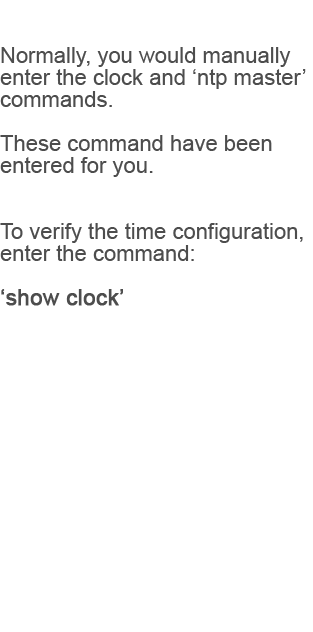 Normally, you would manually
enter the clock and ‘ntp master’
commands.
These command have been
entered for you.
To verify the time configuration,
enter the command:
‘show clock’